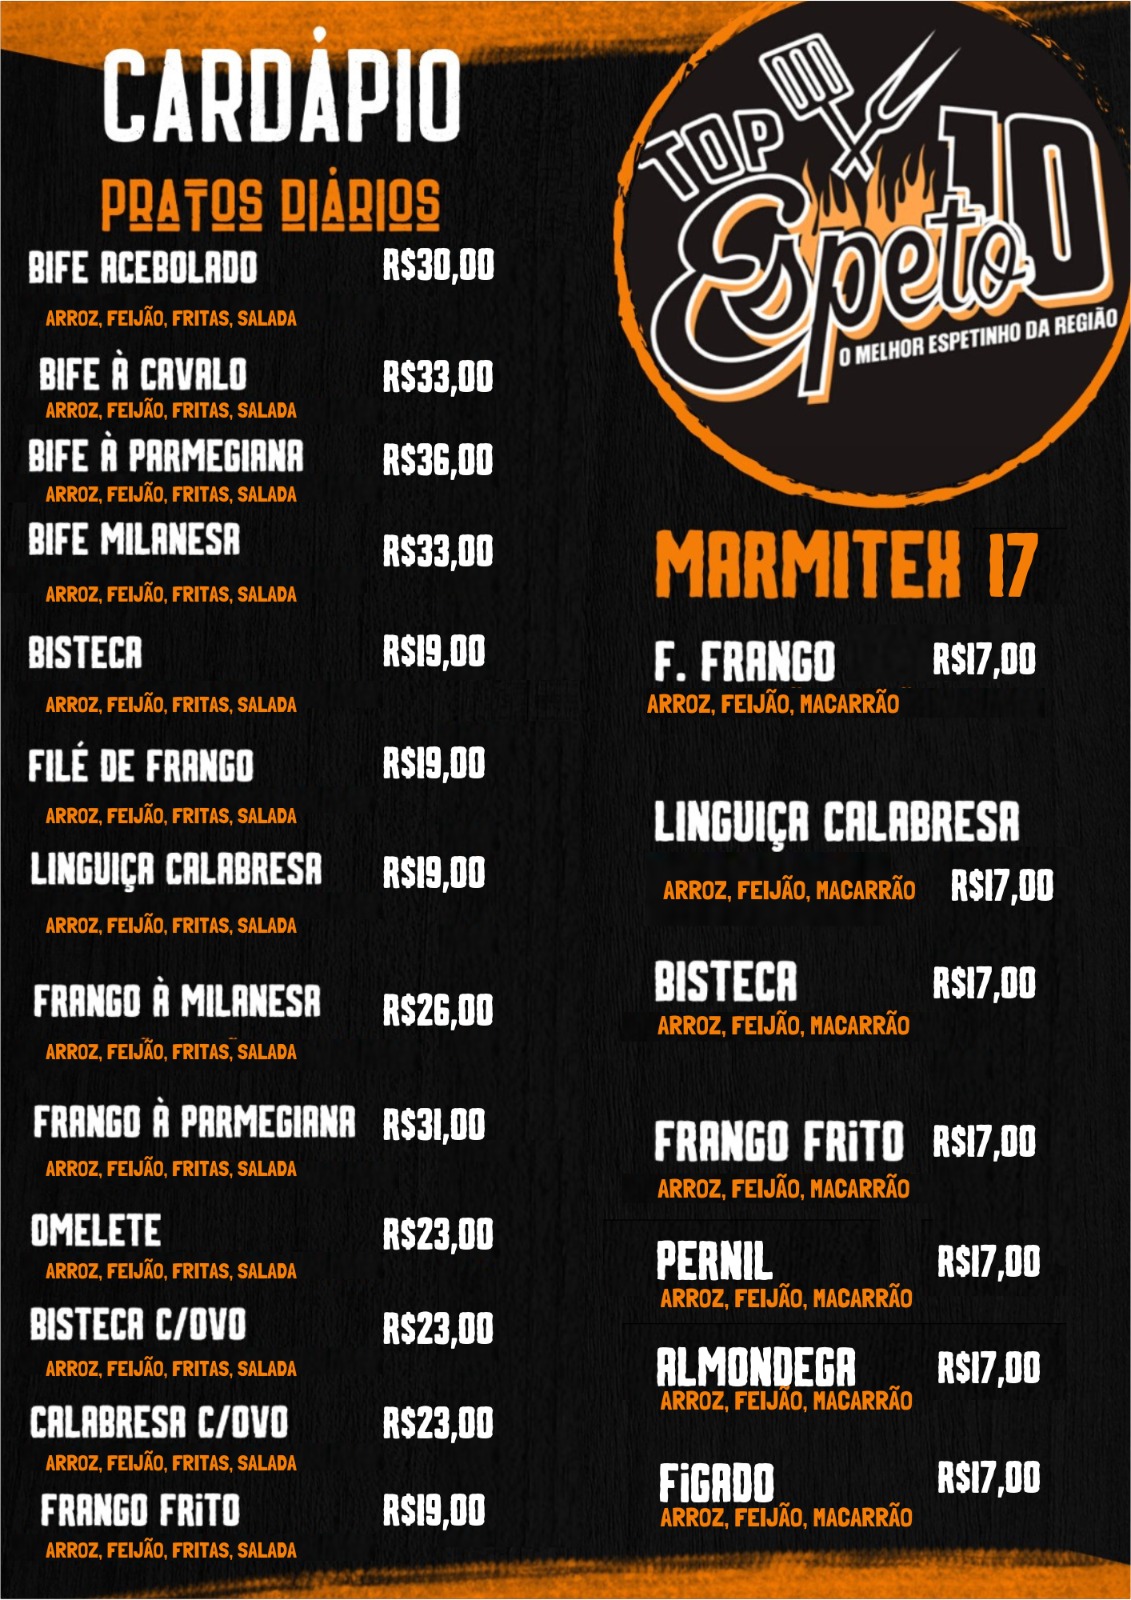 CARDÁPIO
PRATOS DIÁRIOS
BIFE ACEBOLADO R$30,00
ARROZ, FEIJÃO, FRITAS, SALADA
BIFE À CAVALO R$33,00
ARROZ, FEIJÃO, FRITAS, SALADA
BIFE À PARMEGIANA R$36,00
ARROZ, FEIJÃO, FRITAS, SALADA
BIFE MILANESA R$33,00
ARROZ, FEIJÃO, FRITAS, SALADA
BISTECA R$19,00
ARROZ, FEIJÃO, FRITAS, SALADA
FILÉ DE FRANGO R$19,00
ARROZ, FEIJÃO, FRITAS, SALADA
LINGUIÇA CALABRESA R$19,00
ARROZ, FEIJÃO, FRITAS, SALADA
FRANGO À MILANESA R$26,00
ARROZ, FEIJÃO, FRITAS, SALADA
FRANGO À PARMEGIANA R$31,00
ARROZ, FEIJÃO, FRITAS, SALADA
OMELETE R$23,00
ARROZ, FEIJÃO, FRITAS, SALADA
BISTECA C/OVO R$23,00
ARROZ, FEIJÃO, FRITAS, SALADA
CALABRESA C/OVO R$23,00
ARROZ, FEIJÃO, FRITAS, SALADA
FRANGO FRiTO R$19,00
ARROZ, FEIJÃO, FRITAS, SALADA
TOP 10
Espeto
O MELHOR ESPETINHO DA REGIÃO
MARMITEX 17
F. FRANGO R$17,00
ARROZ, FEIJÃO, MACARRÃO
LINGUIÇA CALABRESA
ARROZ, FEIJÃO, MACARRÃO R$17,00
BISTECA R$17,00
ARROZ, FEIJÃO, MACARRÃO
FRANGO FRiTO R$17,00
ARROZ, FEIJÃO, MACARRÃO
PERNIL R$17,00
ARROZ, FEIJÃO, MACARRÃO
ALMONDEGA R$17,00
ARROZ, FEIJÃO, MACARRÃO
FiGADO R$17,00
ARROZ, FEIJÃO, MACARRÃO